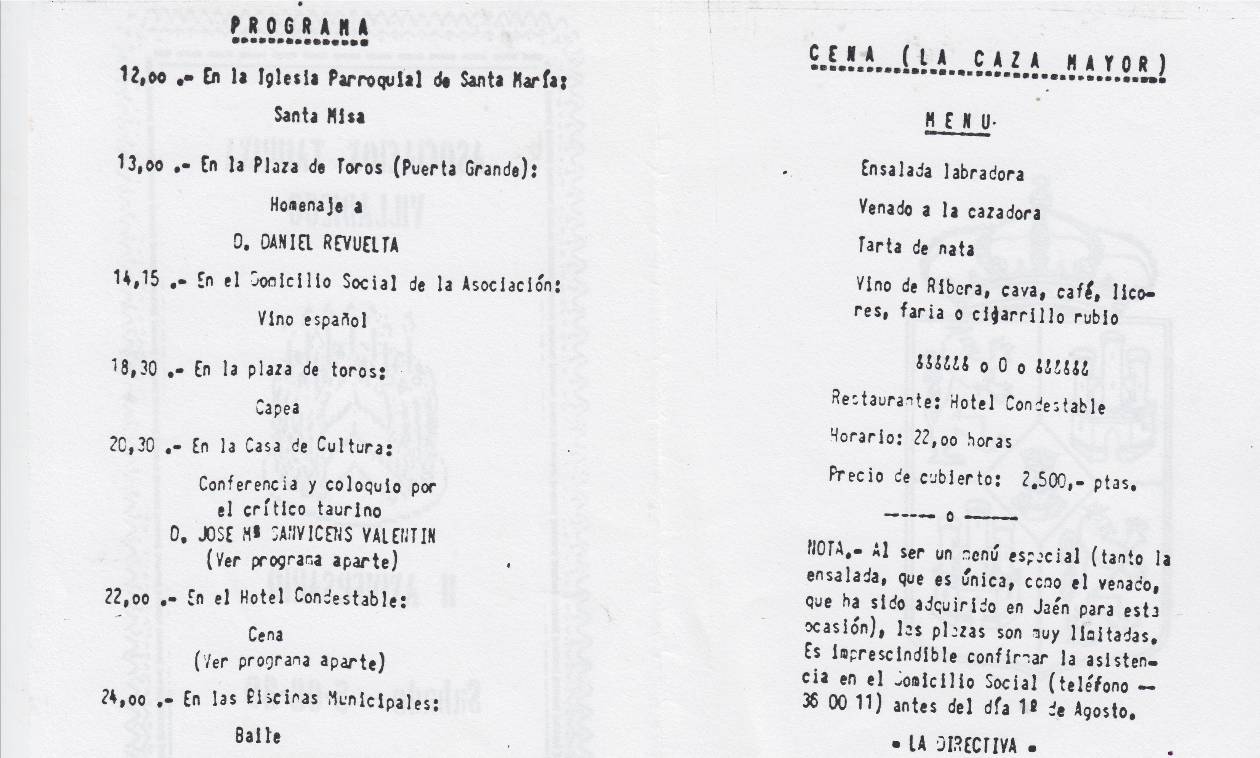 PROGRAMA
12,oo .- En la Iglesia Parroquial de Santa María:
Santa Misa
13,oo .- En la Plaza de Toros (Puerta Grande):
Homenaje a
D. DANIEL REVUELTA
14,15 .- En el Domicilio Social de la Asociación:
Vino español
18,30 .- En la plaza de toros:
Capea
20,30 .- En la Casa de Cultura:
Conferencia y coloquio por
el crítico taurino
D. JOSE Mª SANVICENS VALENTIN
(Ver programa aparte)
22,oo .- En el Hotel Condestable:
Cena
(Ver programa aparte)
24,oo .- En las Piscinas Municipales:
Baile
CENA (LA CAZA MAYOR)
MENU.
Ensalada labradora
Venado a la cazadora
Tarta de nata
Vino de Ribera, cava, café, lico-
res, faria o cigarrillo rubio
&&&&&& o O o &&&&&&
Restaurante: Hotel Condestable
Horario: 22,oo horas
Precio de cubierto: 2.500,- ptas.
------ o ------
NOTA.- Al ser un menú especial (tanto la
ensalada, que es única, como el venado,
que ha sido adquirido en Jaén para esta
ocasión), las plazas son muy limitadas.
Es imprescindible confirmar la asisten-
cia en el Domicilio Social (teléfono --
36 00 11) antes del día 1º de Agosto.
- LA DIRECTIVA -